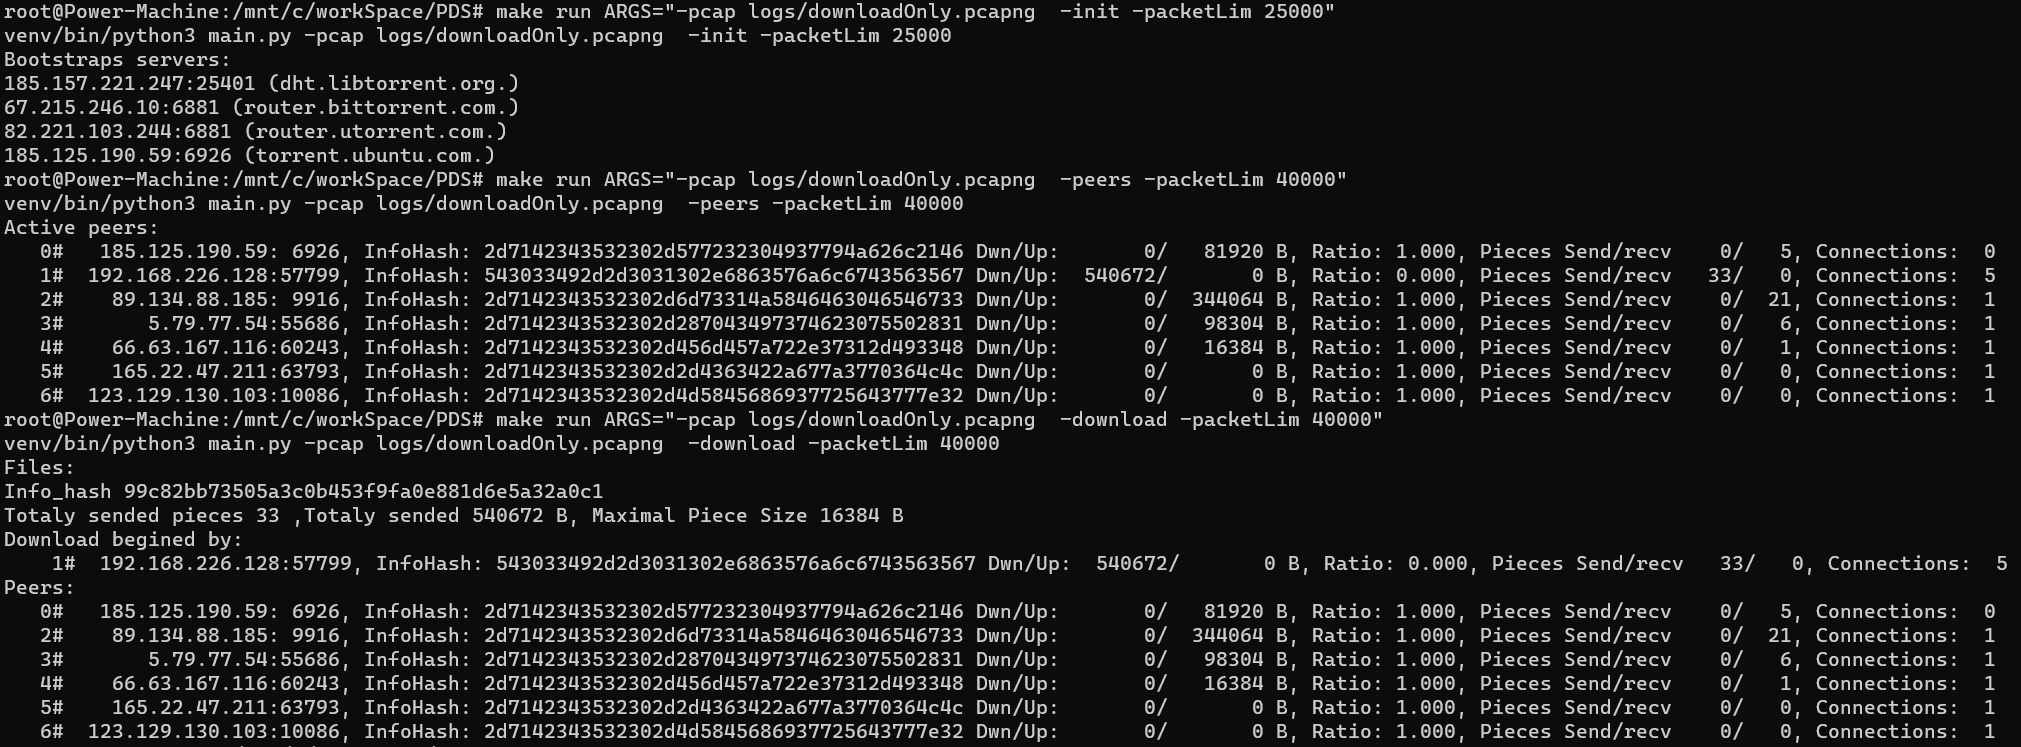 root@Power-Machine:/mnt/c/workSpace/PDS# make run ARGS="-pcap logs/downloadOnly.pcapng  -init -packetLim 25000"
venv/bin/python3 main.py -pcap logs/downloadOnly.pcapng  -init -packetLim 25000
Bootstraps servers:
185.157.221.247:25401 (dht.libtorrent.org.)
67.215.246.10:6881 (router.bittorrent.com.)
82.221.103.244:6881 (router.utorrent.com.)
185.125.190.59:6926 (torrent.ubuntu.com.)
root@Power-Machine:/mnt/c/workSpace/PDS# make run ARGS="-pcap logs/downloadOnly.pcapng  -peers -packetLim 40000"
venv/bin/python3 main.py -pcap logs/downloadOnly.pcapng  -peers -packetLim 40000
Active peers:
   0#   185.125.190.59: 6926, InfoHash: 2d7142343532302d577232304937794a626c2146 Dwn/Up:       0/   81920 B, Ratio: 1.000, Pieces Send/recv    0/   5, Connections:  0
   1#  192.168.226.128:57799, InfoHash: 543033492d2d3031302e6863576a6c6743563567 Dwn/Up:  540672/       0 B, Ratio: 0.000, Pieces Send/recv   33/   0, Connections:  5
   2#    89.134.88.185: 9916, InfoHash: 2d7142343532302d6d73314a5846463046546733 Dwn/Up:       0/  344064 B, Ratio: 1.000, Pieces Send/recv    0/  21, Connections:  1
   3#       5.79.77.54:55686, InfoHash: 2d7142343532302d2870434973746230755​02831 Dwn/Up:       0/   98304 B, Ratio: 1.000, Pieces Send/recv    0/   6, Connections:  1
   4#    66.63.167.116:60243, InfoHash: 2d7142343532302d456d457a722e37312d493348 Dwn/Up:       0/   16384 B, Ratio: 1.000, Pieces Send/recv    0/   1, Connections:  1
   5#    165.22.47.211:63793, InfoHash: 2d7142343532302d2d4363422a677a3770364c4c Dwn/Up:       0/       0 B, Ratio: 1.000, Pieces Send/recv    0/   0, Connections:  1
   6#  123.129.130.103:10086, InfoHash: 2d7142343532302d4d58456869377256​43777e32 Dwn/Up:       0/       0 B, Ratio: 1.000, Pieces Send/recv    0/   0, Connections:  1
root@Power-Machine:/mnt/c/workSpace/PDS# make run ARGS="-pcap logs/downloadOnly.pcapng  -download -packetLim 40000"
venv/bin/python3 main.py -pcap logs/downloadOnly.pcapng  -download -packetLim 40000
Files:
Info_hash 99c82bb73505a3c0b453f9fa0e881d6e5a32a0c1
Totaly sended pieces 33 ,Totaly sended 540672 B, Maximal Piece Size 16384 B
Download begined by:
    1#  192.168.226.128:57799, InfoHash: 543033492d2d3031302e6863576a6c6743563567 Dwn/Up:  540672/       0 B, Ratio: 0.000, Pieces Send/recv   33/   0, Connections:  5
Peers:
   0#   185.125.190.59: 6926, InfoHash: 2d7142343532302d577232304937794a626c2146 Dwn/Up:       0/   81920 B, Ratio: 1.000, Pieces Send/recv    0/   5, Connections:  0
   2#    89.134.88.185: 9916, InfoHash: 2d7142343532302d6d73314a5846463046546733 Dwn/Up:       0/  344064 B, Ratio: 1.000, Pieces Send/recv    0/  21, Connections:  1
   3#       5.79.77.54:55686, InfoHash: 2d7142343532302d287043497374623075502831 Dwn/Up:       0/   98304 B, Ratio: 1.000, Pieces Send/recv    0/   6, Connections:  1
   4#    66.63.167.116:60243, InfoHash: 2d7142343532302d456d457a722e37312d493348 Dwn/Up:       0/   16384 B, Ratio: 1.000, Pieces Send/recv    0/   1, Connections:  1
   5#    165.22.47.211:63793, InfoHash: 2d7142343532302d2d4363422a677a3770364c4c Dwn/Up:       0/       0 B, Ratio: 1.000, Pieces Send/recv    0/   0, Connections:  1
   6#  123.129.130.103:10086, InfoHash: 2d7142343532302d4d5845686937725643777e32 Dwn/Up:       0/       0 B, Ratio: 1.000, Pieces Send/recv    0/   0, Connections:  1